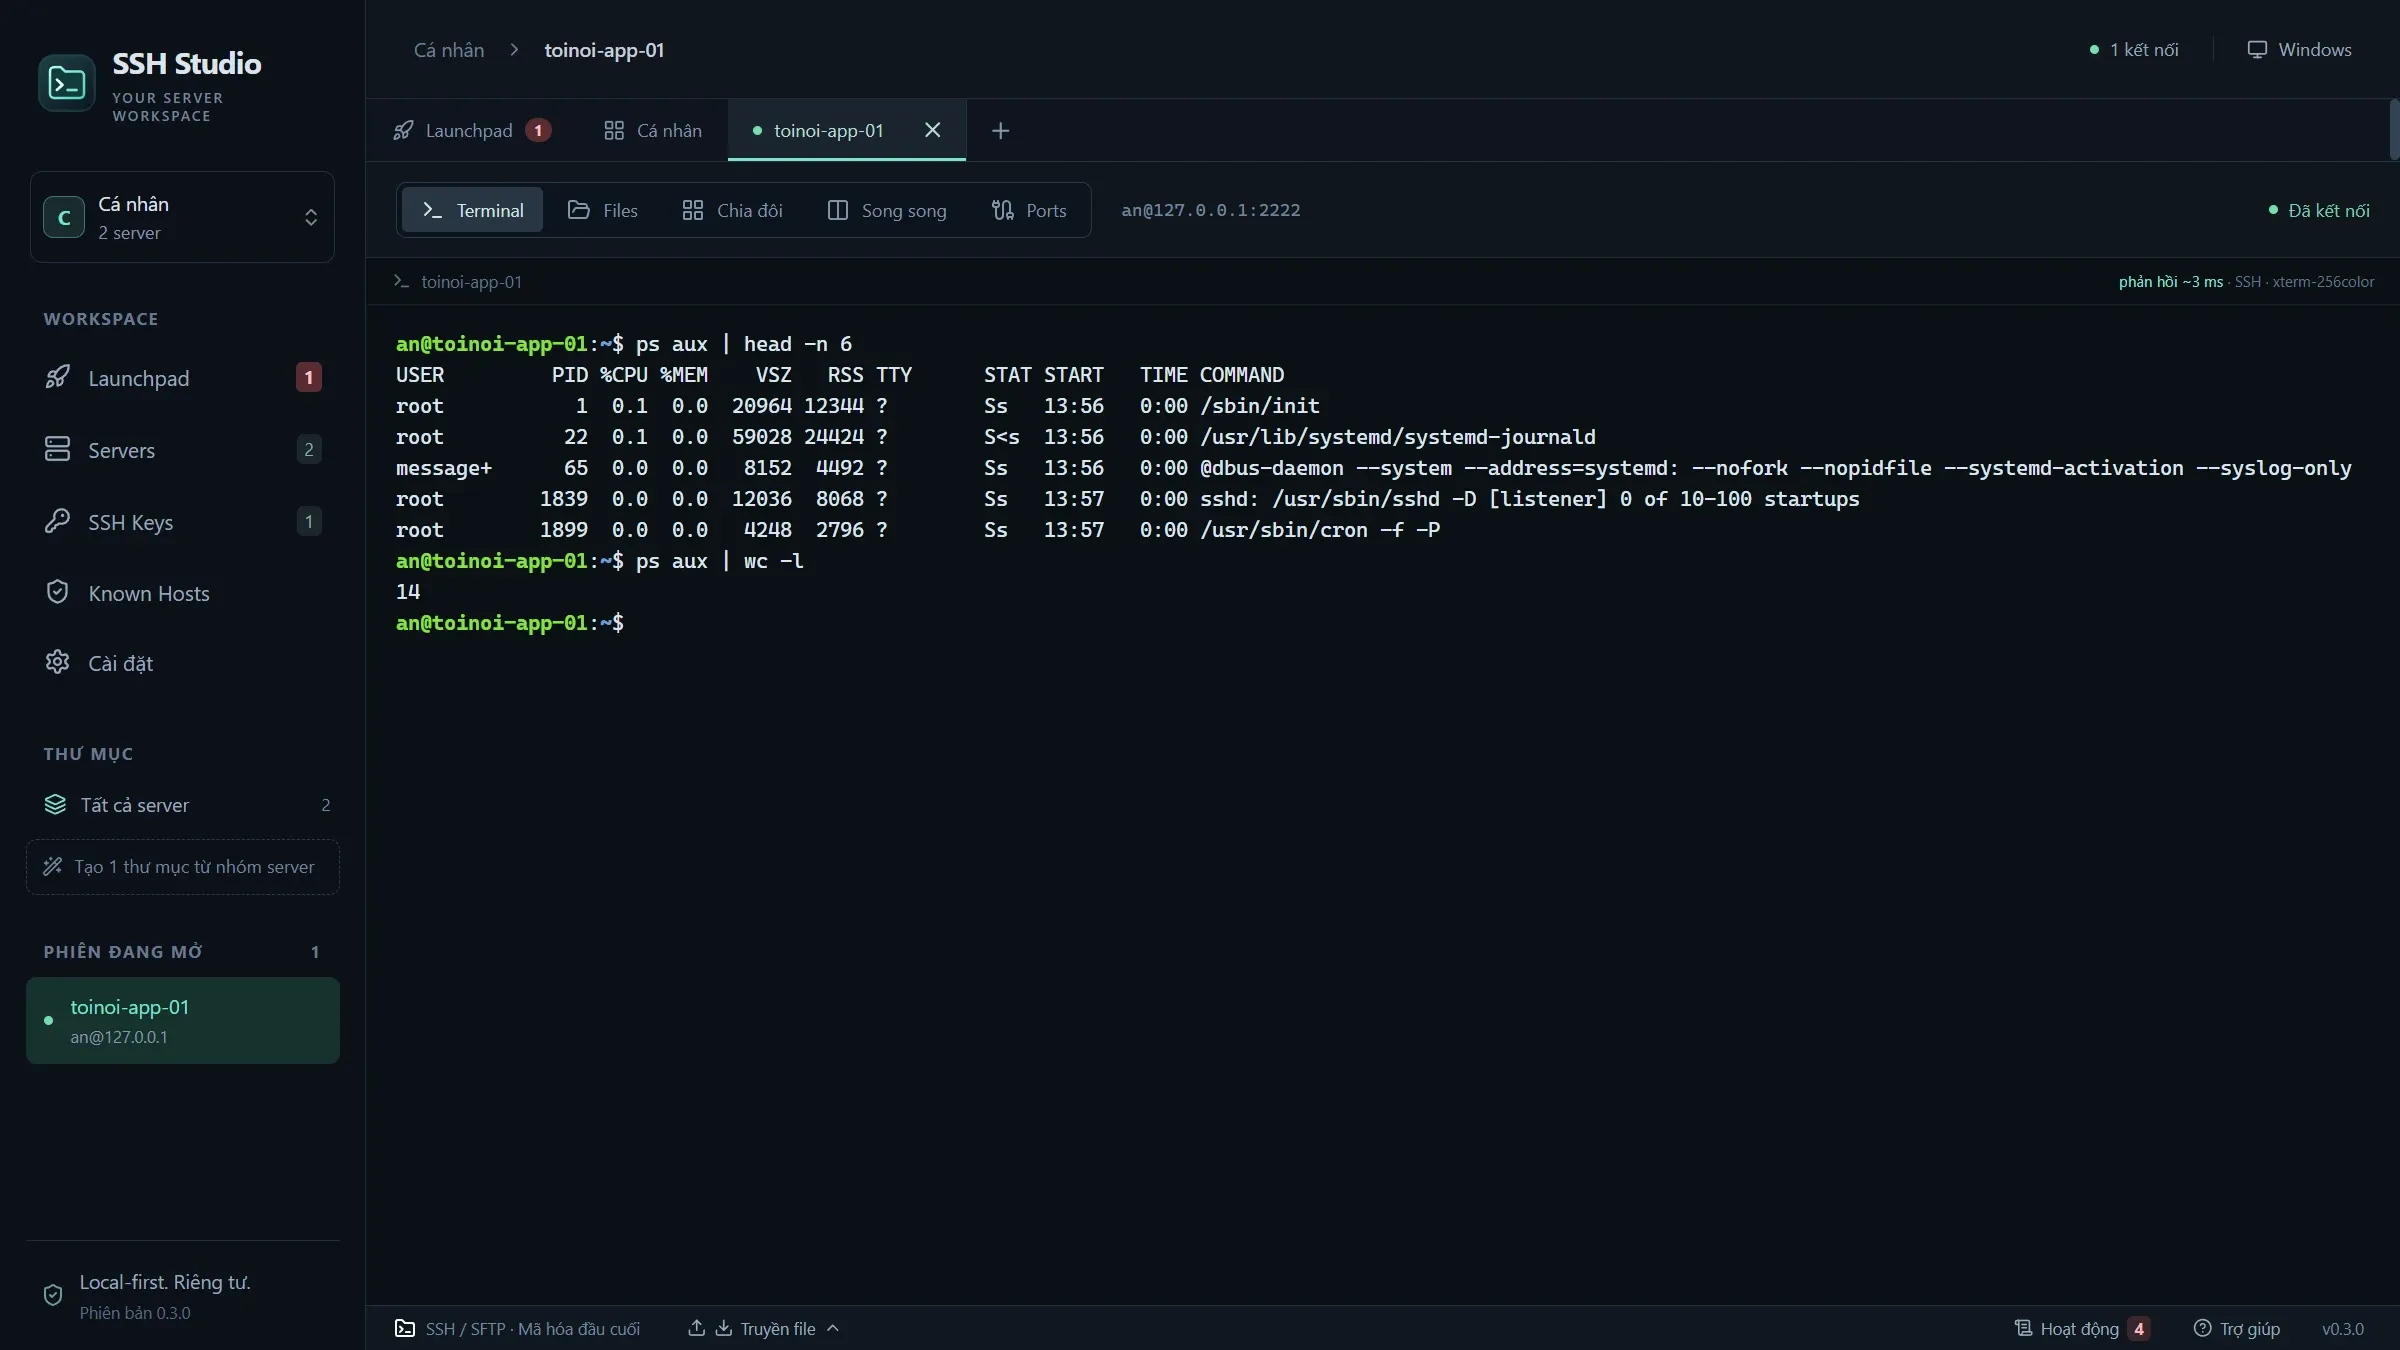 SSH Studio
YOUR SERVER
WORKSPACE
C
Cá nhân
2 server
WORKSPACE
Launchpad 1
Servers 2
SSH Keys 1
Known Hosts
Cài đặt
THƯ MỤC
Tất cả server 2
Tạo 1 thư mục từ nhóm server
PHIÊN ĐANG MỞ 1
toinoi-app-01
an@127.0.0.1
Local-first. Riêng tư.
Phiên bản 0.3.0
Cá nhân > toinoi-app-01
1 kết nối
Windows
Launchpad 1
Cá nhân
toinoi-app-01
Terminal
Files
Chia đôi
Song song
Ports
an@127.0.0.1:2222
Đã kết nối
toinoi-app-01
phản hồi ~3 ms · SSH · xterm-256color
an@toinoi-app-01:~$ ps aux | head -n 6
USER         PID %CPU %MEM    VSZ   RSS TTY      STAT START   TIME COMMAND
root           1  0.1  0.0  20964 12344 ?        Ss   13:56   0:00 /sbin/init
root          22  0.1  0.0  59028 24424 ?        S<s  13:56   0:00 /usr/lib/systemd/systemd-journald
message+      65  0.0  0.0   8152  4492 ?        Ss   13:56   0:00 @dbus-daemon --system --address=systemd: --nofork --nopidfile --systemd-activation --syslog-only
root        1839  0.0  0.0  12036  8068 ?        Ss   13:57   0:00 sshd: /usr/sbin/sshd -D [listener] 0 of 10-100 startups
root        1899  0.0  0.0   4248  2796 ?        Ss   13:57   0:00 /usr/sbin/cron -f -P
an@toinoi-app-01:~$ ps aux | wc -l
14
an@toinoi-app-01:~$
SSH / SFTP · Mã hóa đầu cuối
Truyền file
Hoạt động 4
Trợ giúp
v0.3.0